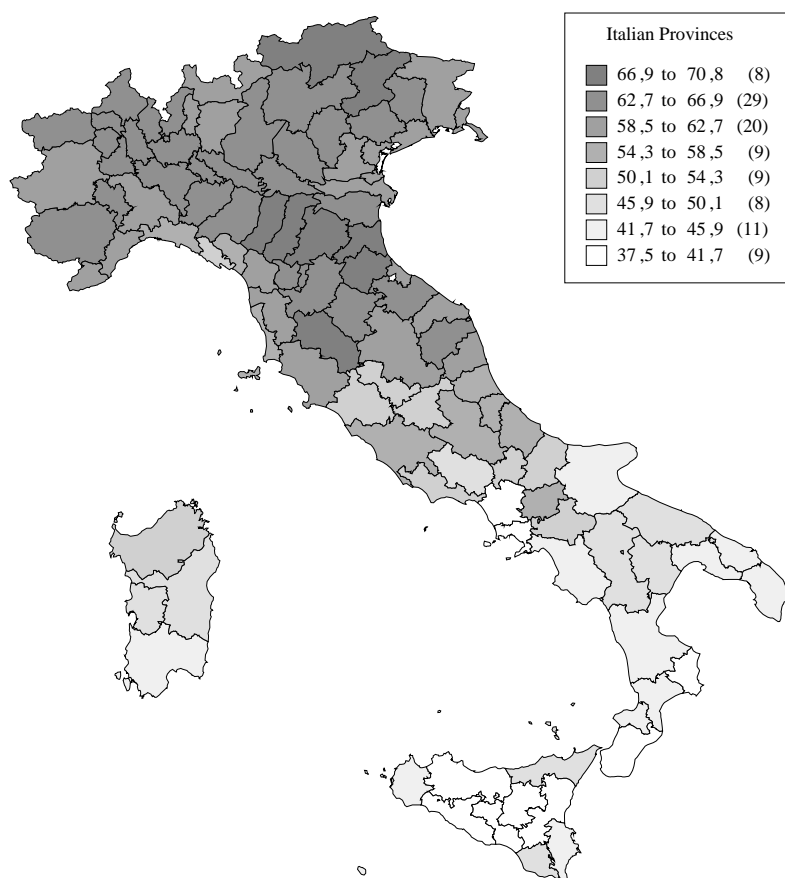 Italian Provinces
66,9 to 70,8 (8)
62,7 to 66,9 (29)
58,5 to 62,7 (20)
54,3 to 58,5 (9)
50,1 to 54,3 (9)
45,9 to 50,1 (8)
41,7 to 45,9 (11)
37,5 to 41,7 (9)